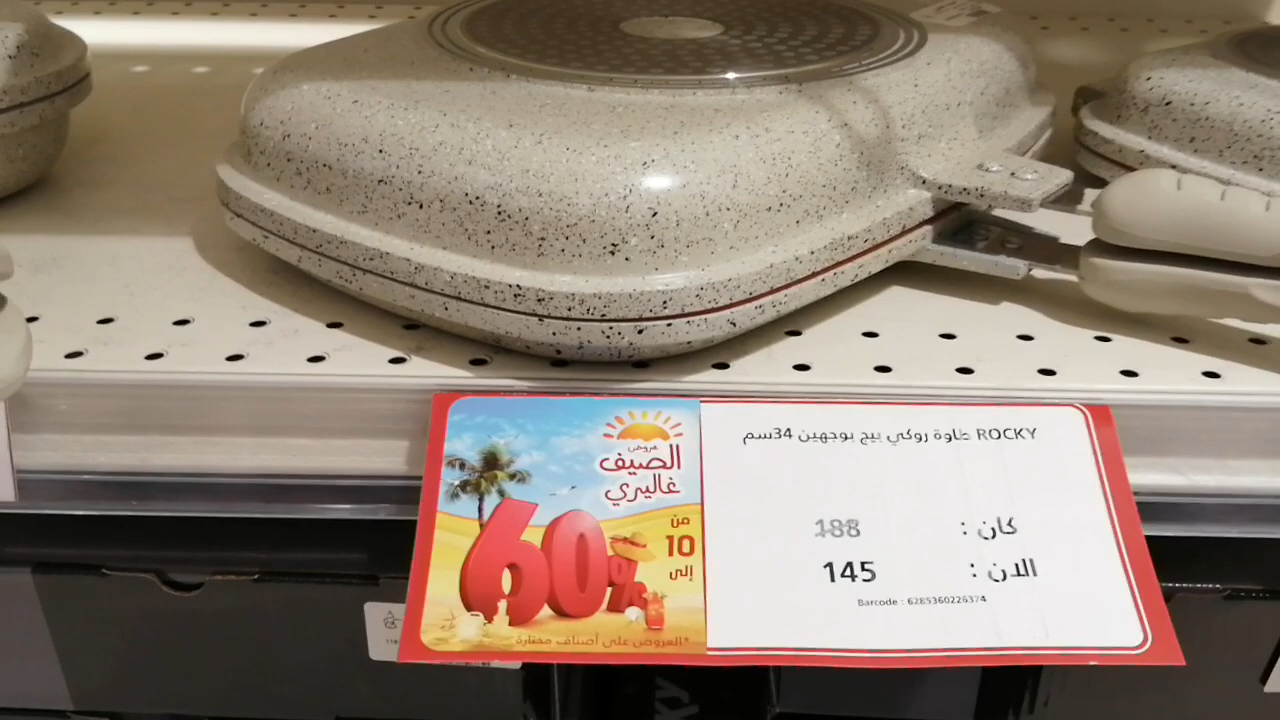 ROCKY طاوة روكي بيج بوجهين 34سم
كان : 188
الان : 145
Barcode : 6285360226374
عروض
الصيف
غاليري
من
10
إلى
60%
*العروض على أصناف مختارة